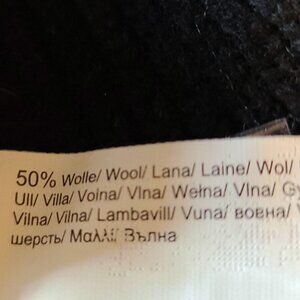 50% Wolle/ Wool/ Lana/ Laine/ Wol/
Ull/ Villa/ Voina/ Vlna/ Wełna/ Vlna/
Vilna/ Vilna/ Lambavill/ Vuna/ вовна/
шерсть/ Μαλλί/ Вълна